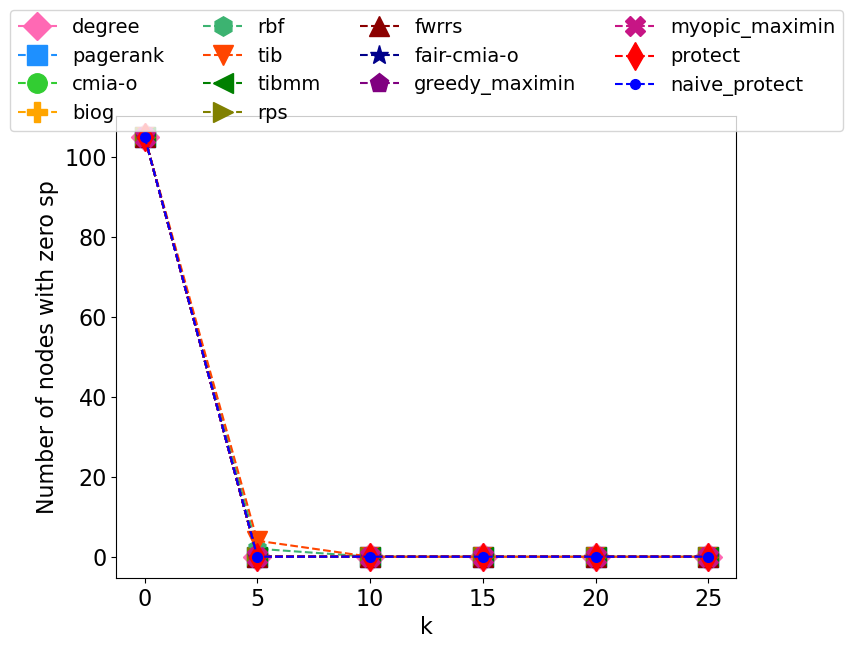 degree
pagerank
cmia-o
biog
rbf
tib
tibmm
rps
fwrrs
fair-cmia-o
greedy_maximin
myopic_maximin
protect
naive_protect
Number of nodes with zero sp
100
80
60
40
20
0
0 5 10 15 20 25
k